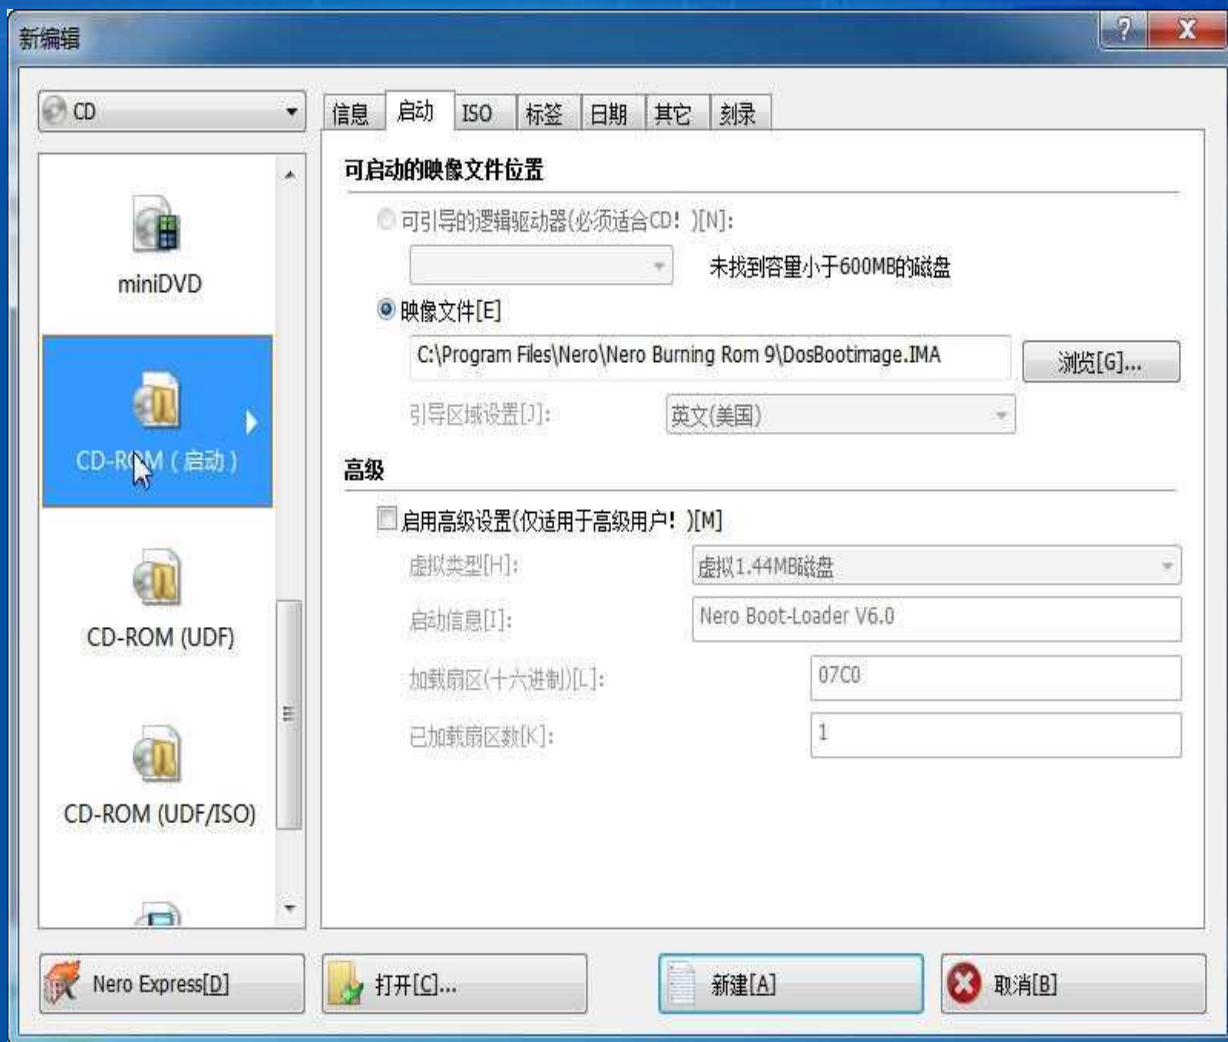 新编辑
CD
信息 启动 ISO 标签 日期 其它 刻录
miniDVD
CD-ROM ( 启动 )
CD-ROM (UDF)
CD-ROM (UDF/ISO)
可启动的映像文件位置
可引导的逻辑驱动器(必须适合CD! )[N]:
未找到容量小于600MB的磁盘
映像文件[E]
C:\Program Files\Nero\Nero Burning Rom 9\DosBootimage.IMA
浏览[G]...
引导区域设置[J]: 英文(美国)
高级
启用高级设置(仅适用于高级用户! )[M]
虚拟类型[H]: 虚拟1.44MB磁盘
启动信息[I]: Nero Boot-Loader V6.0
加载扇区(十六进制)[L]: 07C0
已加载扇区数[K]: 1
Nero Express[D] 打开[C]... 新建[A] 取消[B]